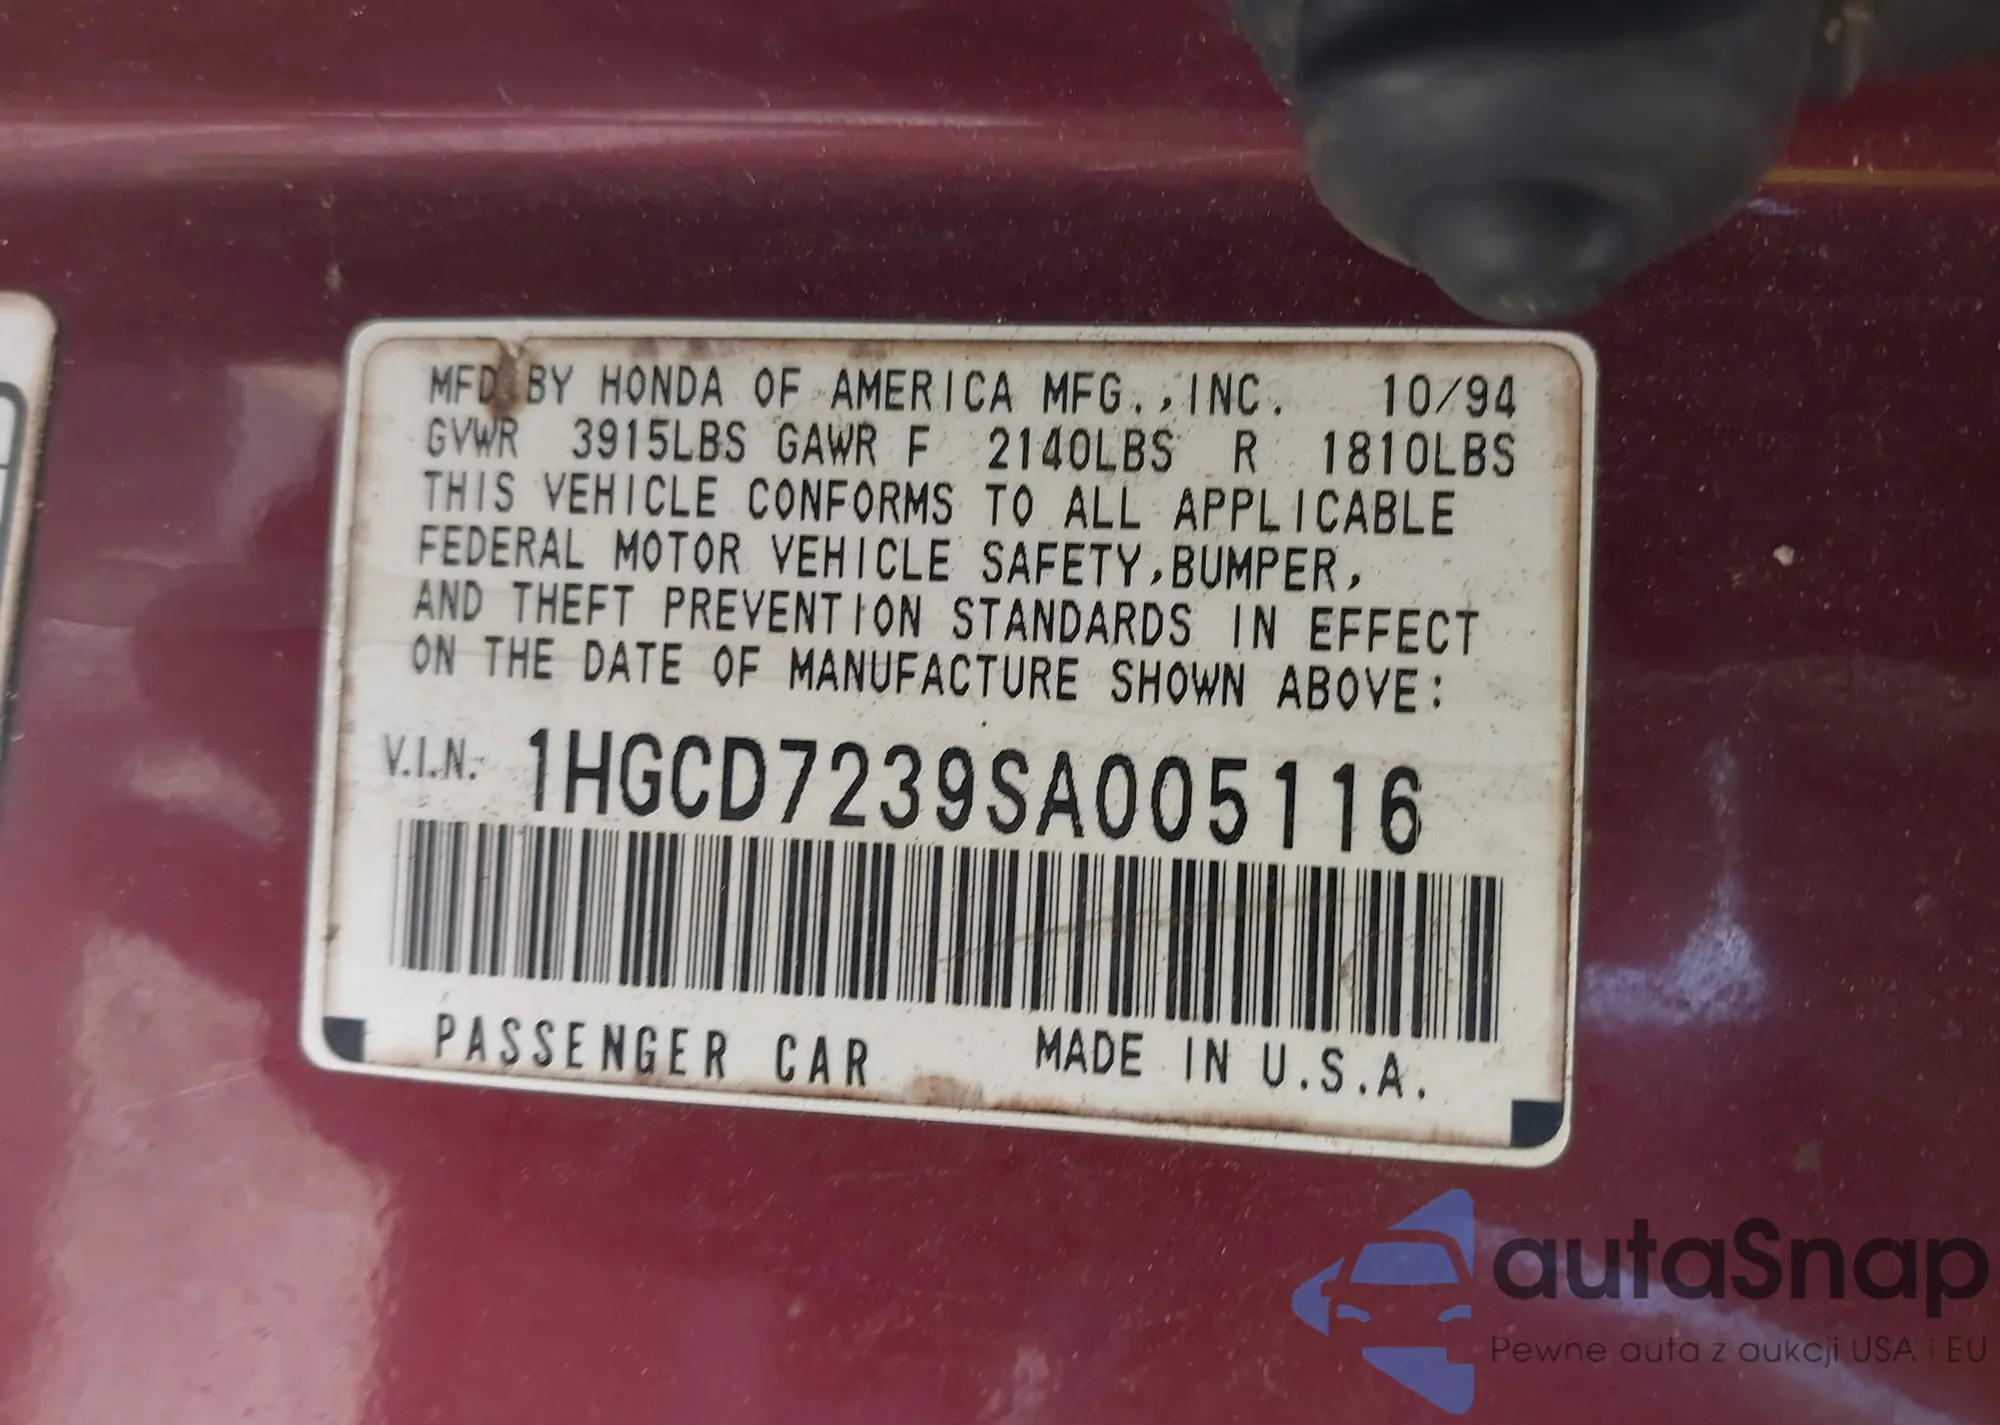 MFD BY HONDA OF AMERICA MFG., INC. 10/94
GVWR 3915LBS GAWR F 2140LBS R 1810LBS
THIS VEHICLE CONFORMS TO ALL APPLICABLE
FEDERAL MOTOR VEHICLE SAFETY, BUMPER,
AND THEFT PREVENTION STANDARDS IN EFFECT
ON THE DATE OF MANUFACTURE SHOWN ABOVE:
V.I.N. 1HGCD7239SA005116
PASSENGER CAR MADE IN U.S.A.
autaSnap
Pewne auta z aukcji USA i EU